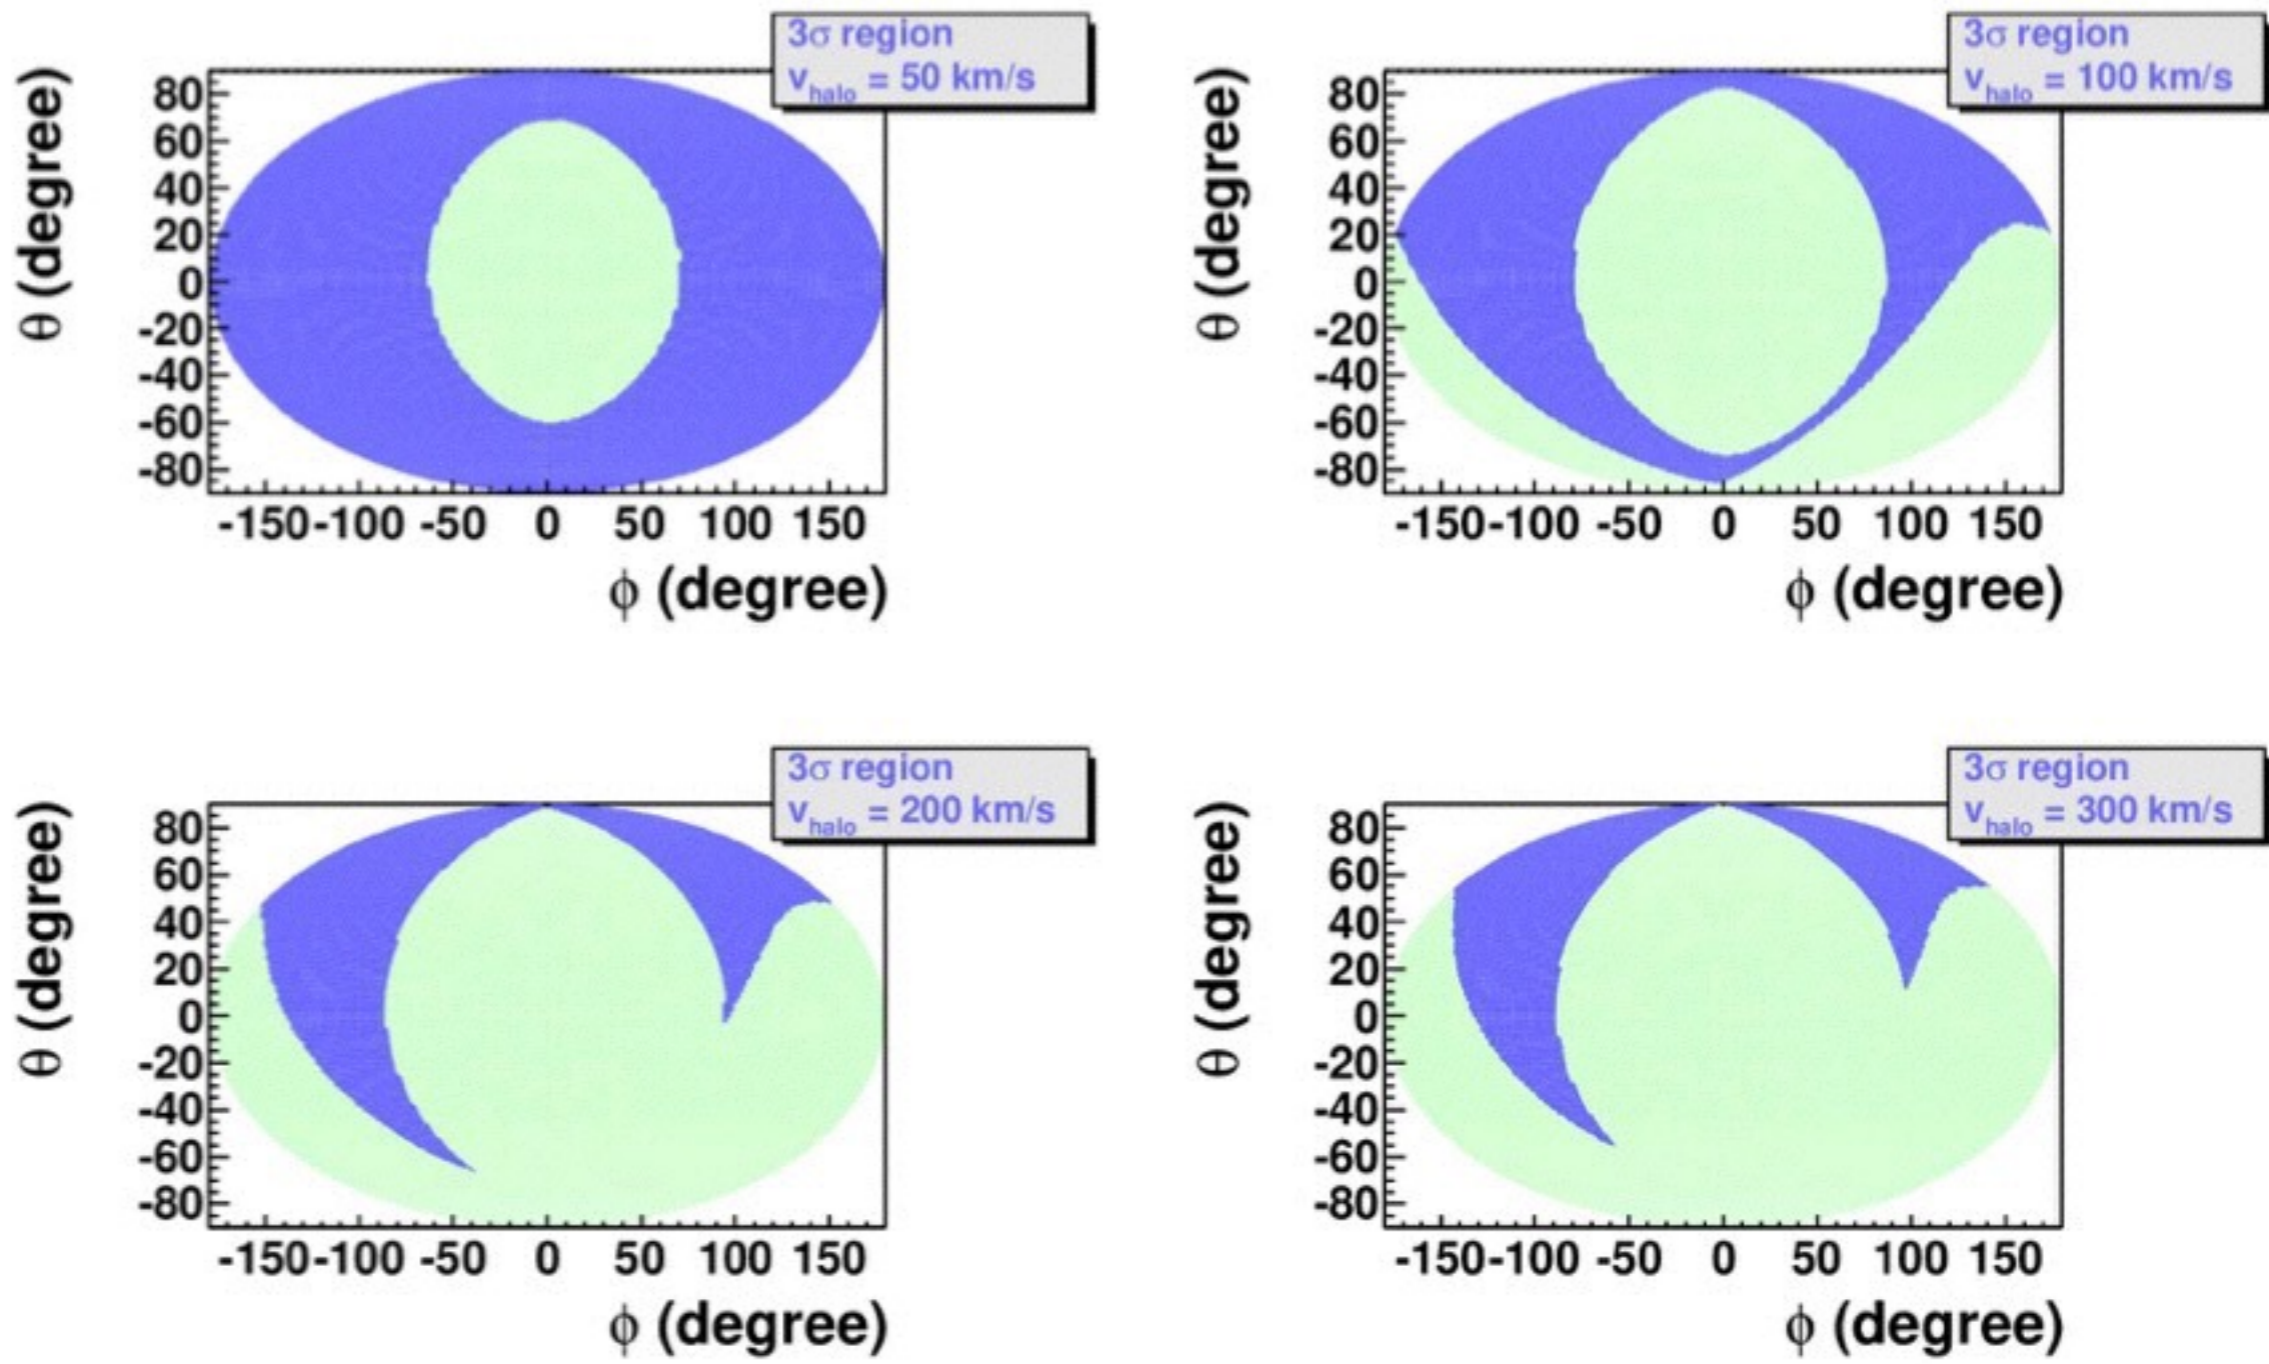 3σ region
v_halo = 50 km/s
θ (degree)
80
60
40
20
0
-20
-40
-60
-80
-150 -100 -50 0 50 100 150
ϕ (degree)
3σ region
v_halo = 100 km/s
θ (degree)
80
60
40
20
0
-20
-40
-60
-80
-150 -100 -50 0 50 100 150
ϕ (degree)
3σ region
v_halo = 200 km/s
θ (degree)
80
60
40
20
0
-20
-40
-60
-80
-150 -100 -50 0 50 100 150
ϕ (degree)
3σ region
v_halo = 300 km/s
θ (degree)
80
60
40
20
0
-20
-40
-60
-80
-150 -100 -50 0 50 100 150
ϕ (degree)